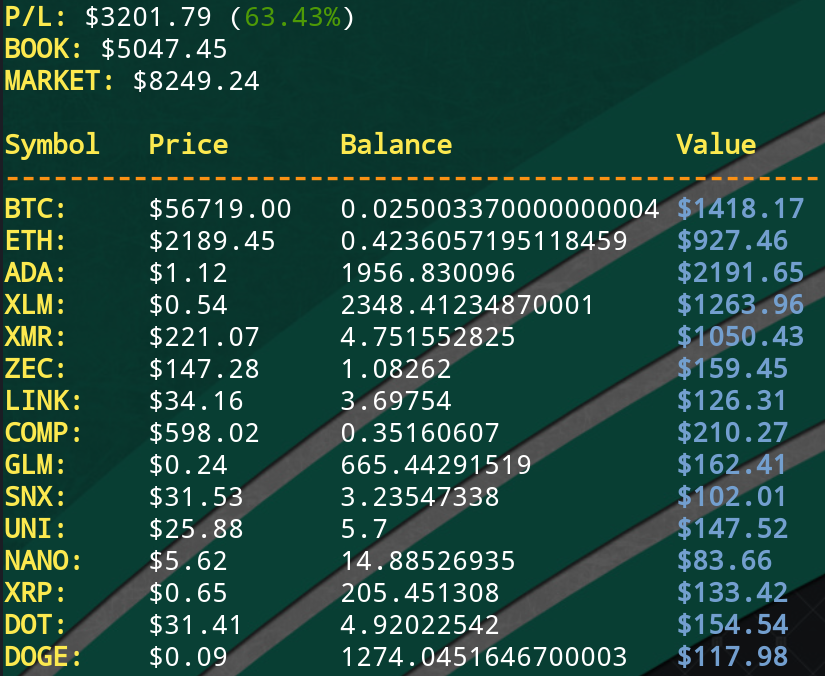 P/L: $3201.79 (63.43%)
BOOK: $5047.45
MARKET: $8249.24
Symbol Price Balance Value
---------------------------------------------------
BTC: $56719.00 0.025003370000000004 $1418.17
ETH: $2189.45 0.4236057195118459 $927.46
ADA: $1.12 1956.830096 $2191.65
XLM: $0.54 2348.41234870001 $1263.96
XMR: $221.07 4.751552825 $1050.43
ZEC: $147.28 1.08262 $159.45
LINK: $34.16 3.69754 $126.31
COMP: $598.02 0.35160607 $210.27
GLM: $0.24 665.44291519 $162.41
SNX: $31.53 3.23547338 $102.01
UNI: $25.88 5.7 $147.52
NANO: $5.62 14.88526935 $83.66
XRP: $0.65 205.451308 $133.42
DOT: $31.41 4.92022542 $154.54
DOGE: $0.09 1274.0451646700003 $117.98